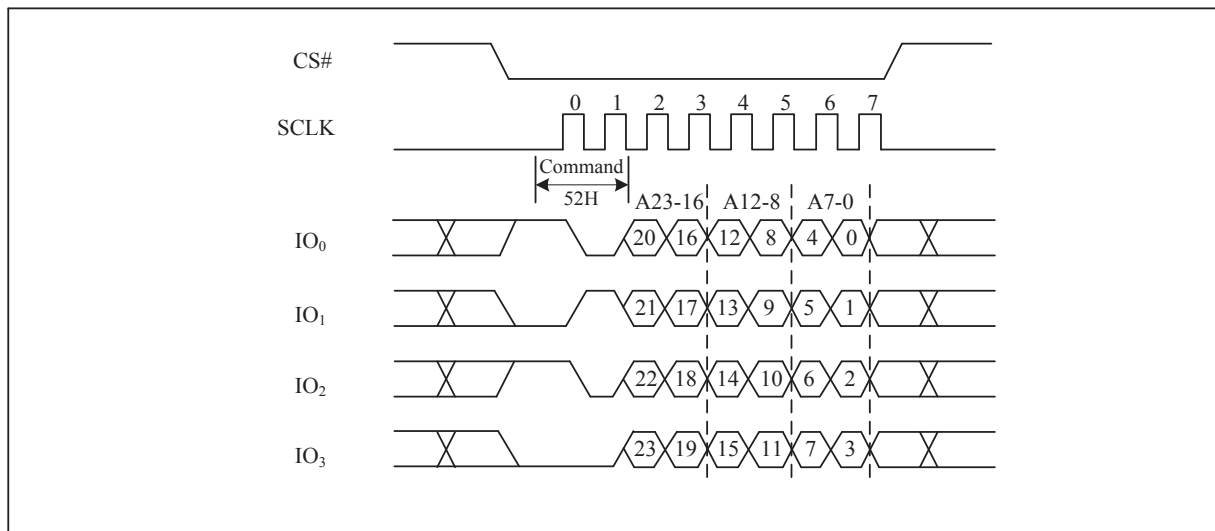 CS#
0 1 2 3 4 5 6 7
SCLK
Command
52H
A23-16 A12-8 A7-0
IO0 20 16 12 8 4 0
IO1 21 17 13 9 5 1
IO2 22 18 14 10 6 2
IO3 23 19 15 11 7 3